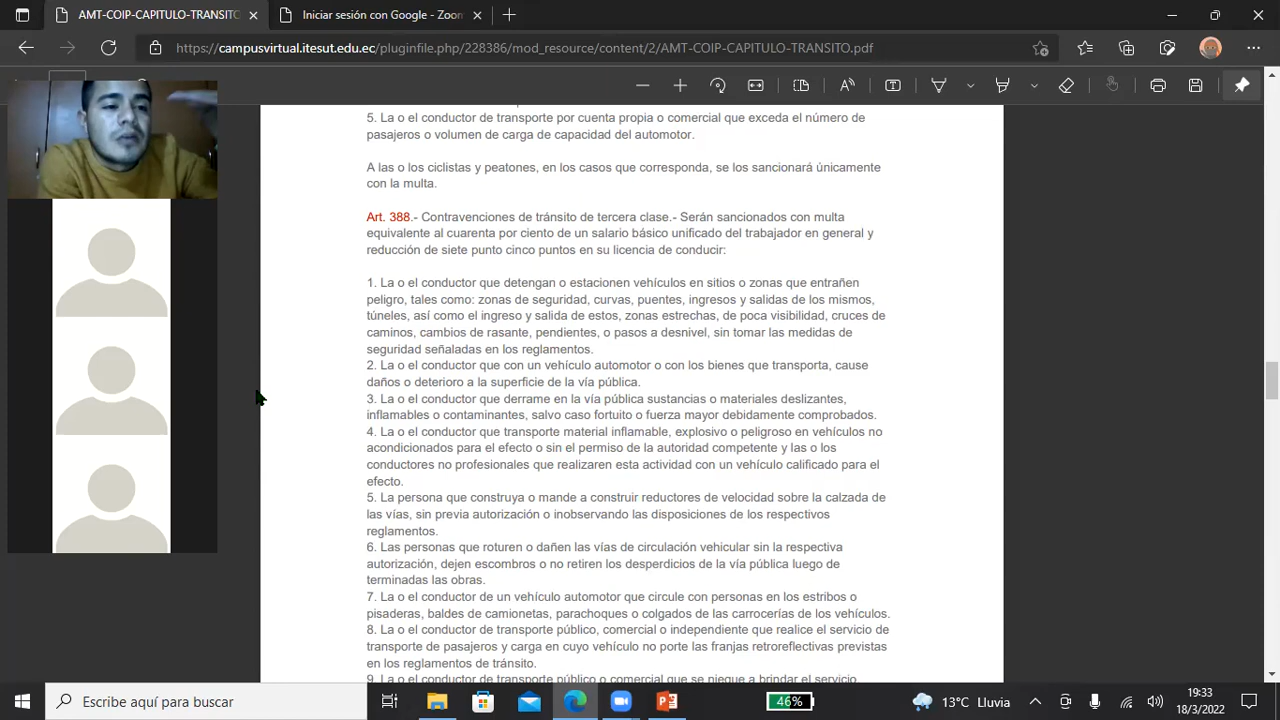 AMT-COIP-CAPITULO-TRANSITO
Iniciar sesión con Google - Zoom
https://campusvirtual.itesut.edu.ec/pluginfile.php/228386/mod_resource/content/2/AMT-COIP-CAPITULO-TRANSITO.pdf
5. La o el conductor de transporte por cuenta propia o comercial que exceda el número de
pasajeros o volumen de carga de capacidad del automotor.
A las o los ciclistas y peatones, en los casos que corresponda, se los sancionará únicamente
con la multa.
Art. 388.- Contravenciones de tránsito de tercera clase.- Serán sancionados con multa
equivalente al cuarenta por ciento de un salario básico unificado del trabajador en general y
reducción de siete punto cinco puntos en su licencia de conducir:
1. La o el conductor que detengan o estacionen vehículos en sitios o zonas que entrañen
peligro, tales como: zonas de seguridad, curvas, puentes, ingresos y salidas de los mismos,
túneles, así como el ingreso y salida de estos, zonas estrechas, de poca visibilidad, cruces de
caminos, cambios de rasante, pendientes, o pasos a desnivel, sin tomar las medidas de
seguridad señaladas en los reglamentos.
2. La o el conductor que con un vehículo automotor o con los bienes que transporta, cause
daños o deterioro a la superficie de la vía pública.
3. La o el conductor que derrame en la vía pública sustancias o materiales deslizantes,
inflamables o contaminantes, salvo caso fortuito o fuerza mayor debidamente comprobados.
4. La o el conductor que transporte material inflamable, explosivo o peligroso en vehículos no
acondicionados para el efecto o sin el permiso de la autoridad competente y las o los
conductores no profesionales que realizaren esta actividad con un vehículo calificado para el
efecto.
5. La persona que construya o mande a construir reductores de velocidad sobre la calzada de
las vías, sin previa autorización o inobservando las disposiciones de los respectivos
reglamentos.
6. Las personas que roturen o dañen las vías de circulación vehicular sin la respectiva
autorización, dejen escombros o no retiren los desperdicios de la vía pública luego de
terminadas las obras.
7. La o el conductor de un vehículo automotor que circule con personas en los estribos o
pisaderas, baldes de camionetas, parachoques o colgados de las carrocerías de los vehículos.
8. La o el conductor de transporte público, comercial o independiente que realice el servicio de
transporte de pasajeros y carga en cuyo vehículo no porte las franjas retroreflectivas previstas
en los reglamentos de tránsito.
9. La o el conductor de transporte público o comercial que se niegue a brindar el servicio.
Escribe aquí para buscar
46%
13°C Lluvia
19:33
18/3/2022